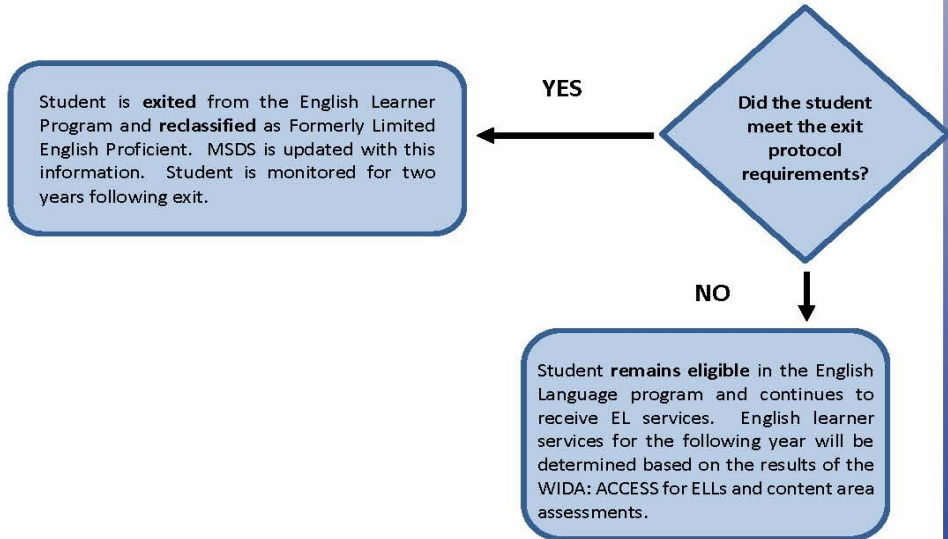 YES
Did the student
meet the exit
protocol
requirements?
Student is exited from the English Learner
Program and reclassified as Formerly Limited
English Proficient. MSDS is updated with this
information. Student is monitored for two
years following exit.
NO
Student remains eligible in the English
Language program and continues to
receive EL services. English learner
services for the following year will be
determined based on the results of the
WIDA: ACCESS for ELLs and content area
assessments.